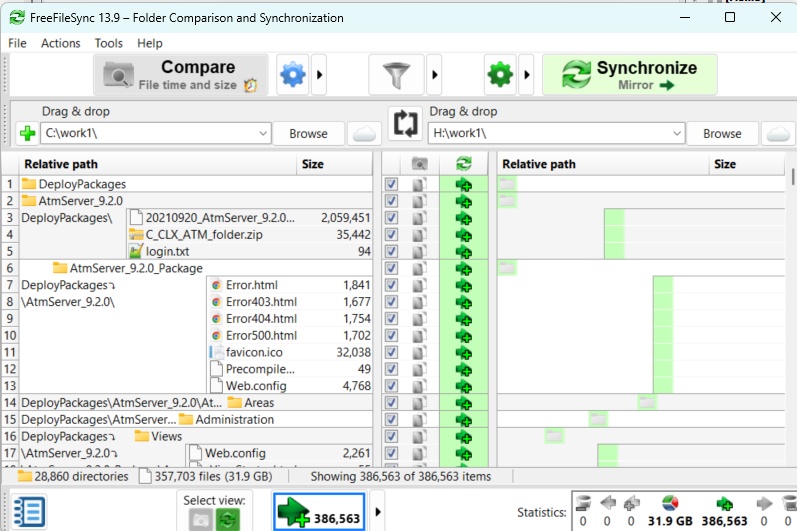 FreeFileSync 13.9 – Folder Comparison and Synchronization
File Actions Tools Help
Compare
File time and size
Synchronize
Mirror
Drag & drop
Drag & drop
C:\work1\ Browse
H:\work1\ Browse
Relative path Size Relative path Size
1 DeployPackages
2 AtmServer_9.2.0
3 DeployPackages\ 20210920_AtmServer_9.2.0... 2,059,451
4 C_CLX_ATM_folder.zip 35,442
5 login.txt 94
6 AtmServer_9.2.0_Package
7 DeployPackages Error.html 1,841
8 \AtmServer_9.2.0\ Error403.html 1,677
9 Error404.html 1,754
10 Error500.html 1,702
11 favicon.ico 32,038
12 Precompile... 49
13 Web.config 4,768
14 DeployPackages\AtmServer_9.2.0\At... Areas
15 DeployPackages\AtmServer... Administration
16 DeployPackages Views
17 \AtmServer_9.2.0 Web.config 2,261
28,860 directories 357,703 files (31.9 GB) Showing 386,563 of 386,563 items
Select view:
386,563
Statistics:
0 0 0 31.9 GB 386,563 0 0